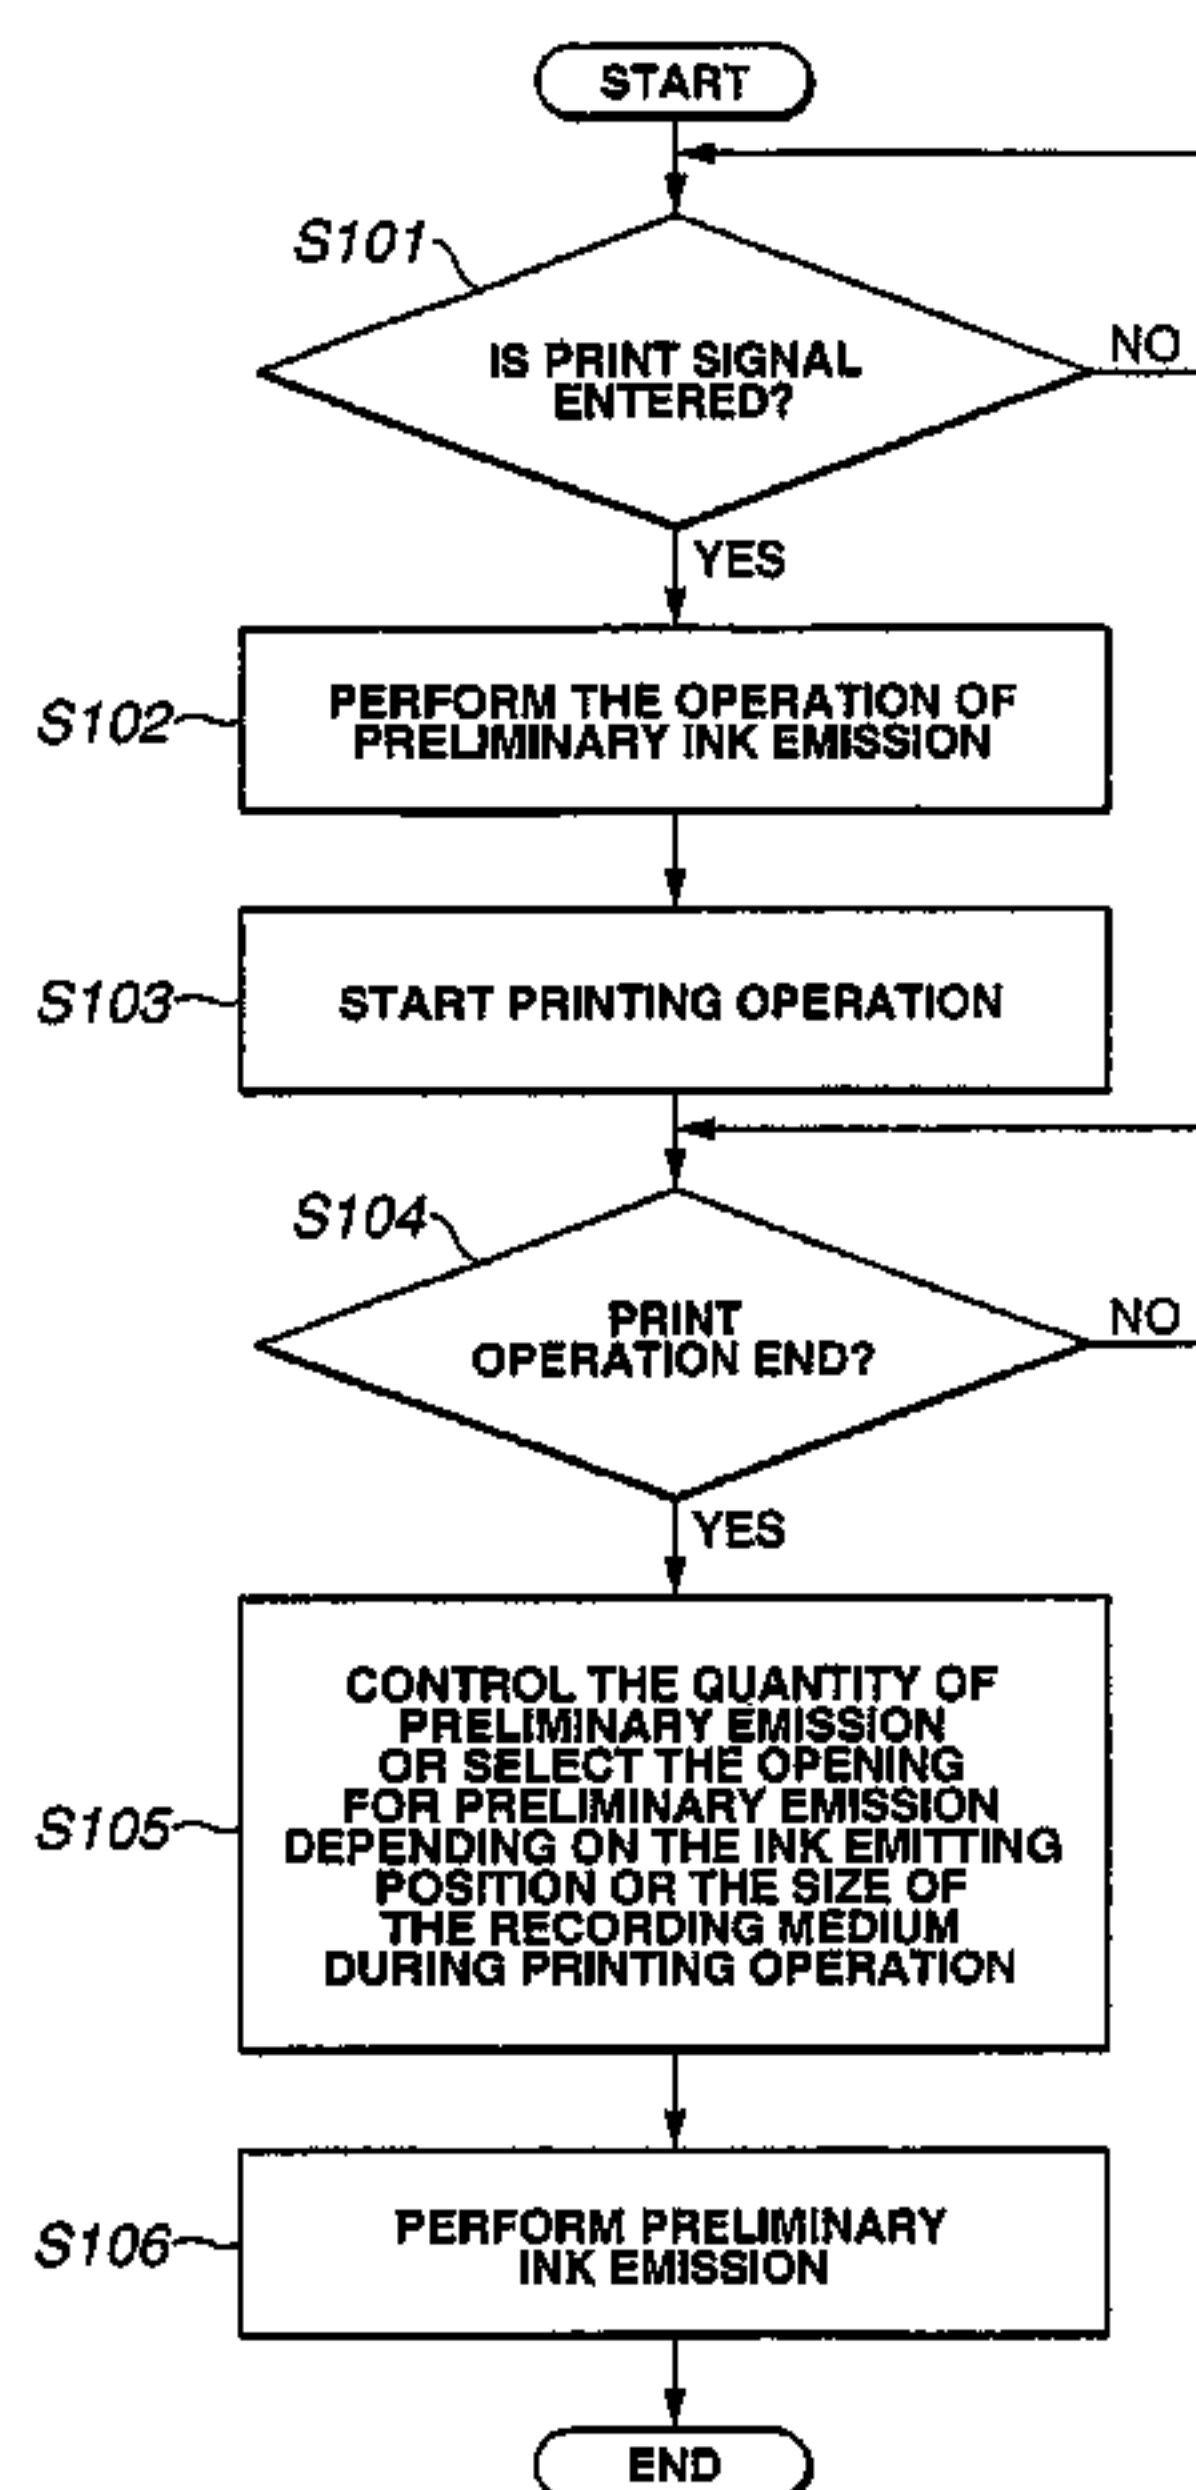 START
S101
IS PRINT SIGNAL
ENTERED?
NO
YES
S102
PERFORM THE OPERATION OF
PRELIMINARY INK EMISSION
S103
START PRINTING OPERATION
S104
PRINT
OPERATION END?
NO
YES
S105
CONTROL THE QUANTITY OF
PRELIMINARY EMISSION
OR SELECT THE OPENING
FOR PRELIMINARY EMISSION
DEPENDING ON THE INK EMITTING
POSITION OR THE SIZE OF
THE RECORDING MEDIUM
DURING PRINTING OPERATION
S106
PERFORM PRELIMINARY
INK EMISSION
END